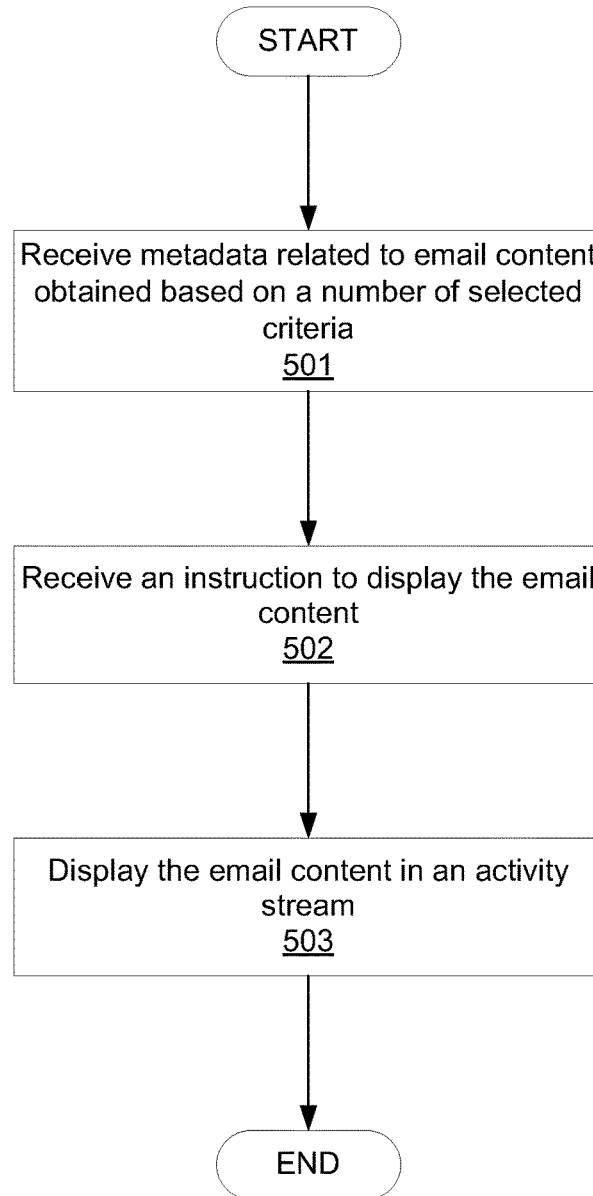 START
Receive metadata related to email content
obtained based on a number of selected
criteria
501
Receive an instruction to display the email
content
502
Display the email content in an activity
stream
503
END